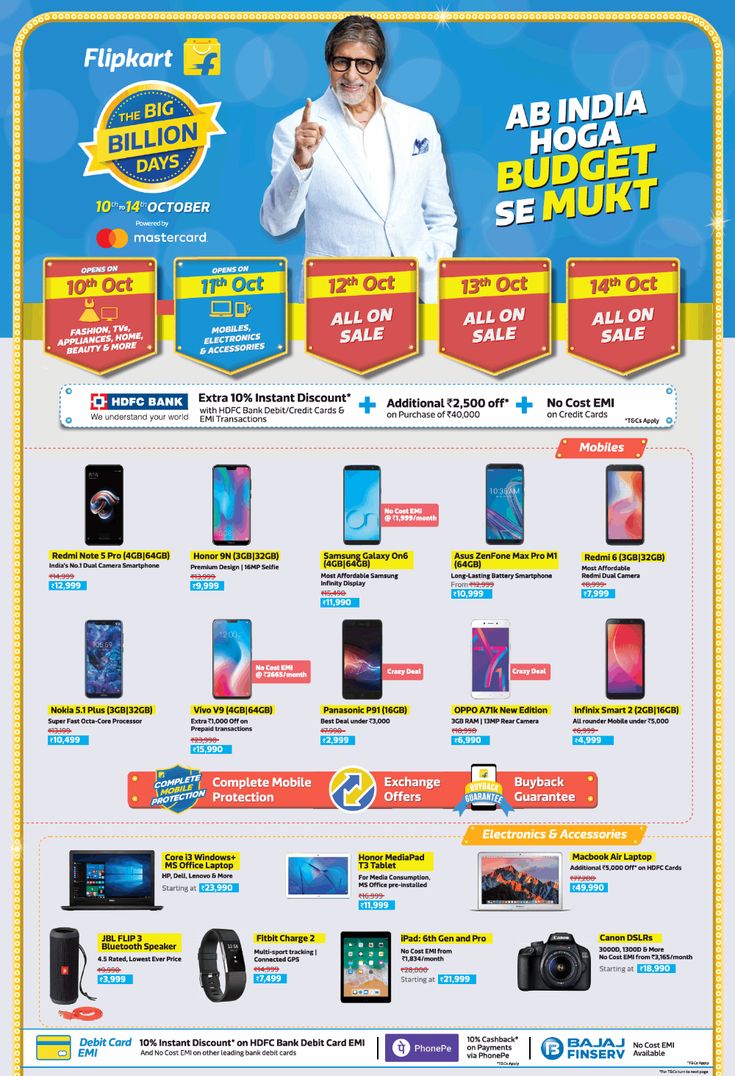 Flipkart
THE BIG
BILLION
DAYS
10TH TO 14TH OCTOBER
Powered by
mastercard.
AB INDIA
HOGA
BUDGET
SE MUKT
OPENS ON
10th Oct
FASHION, TVs,
APPLIANCES, HOME,
BEAUTY & MORE
OPENS ON
11th Oct
MOBILES,
ELECTRONICS
& ACCESSORIES
12th Oct
ALL ON
SALE
13th Oct
ALL ON
SALE
14th Oct
ALL ON
SALE
HDFC BANK
We understand your world
Extra 10% Instant Discount*
with HDFC Bank Debit/Credit Cards &
EMI Transactions
+
Additional ₹2,500 off*
on Purchase of ₹40,000
+
No Cost EMI
on Credit Cards
*T&Cs Apply
Mobiles
Redmi Note 5 Pro (4GB|64GB)
India's No.1 Dual Camera Smartphone
₹14,999
₹12,999
Honor 9N (3GB|32GB)
Premium Design | 16MP Selfie
₹13,999
₹9,999
No Cost EMI
@ ₹1,999/month
Samsung Galaxy On6
(4GB|64GB)
Most Affordable Samsung
Infinity Display
₹15,490
₹11,990
10:35
Asus ZenFone Max Pro M1
(64GB)
Long-Lasting Battery Smartphone
From ₹12,999
₹10,999
Redmi 6 (3GB|32GB)
Most Affordable
Redmi Dual Camera
₹8,999
₹7,999
Nokia 5.1 Plus (3GB|32GB)
Super Fast Octa-Core Processor
₹13,199
₹10,499
12:00
No Cost EMI
@ ₹2665/month
Vivo V9 (4GB|64GB)
Extra ₹1,000 Off on
Prepaid transactions
₹23,990
₹15,990
Crazy Deal
Panasonic P91 (16GB)
Best Deal under ₹3,000
₹7,990
₹2,999
Crazy Deal
OPPO A71k New Edition
3GB RAM | 13MP Rear Camera
₹10,990
₹6,990
Infinix Smart 2 (2GB|16GB)
All rounder Mobile under ₹5,000
₹6,999
₹4,999
COMPLETE
MOBILE
PROTECTION
Complete Mobile
Protection
Exchange
Offers
BUYBACK
GUARANTEE
Buyback
Guarantee
Electronics & Accessories
Core i3 Windows+
MS Office Laptop
HP, Dell, Lenovo & More
Starting at ₹23,990
Honor MediaPad
T3 Tablet
For Media Consumption,
MS Office pre-installed
₹16,999
₹11,999
Macbook Air Laptop
Additional ₹5,000 Off* on HDFC Cards
₹77,200
₹49,990
JBL
JBL FLIP 3
Bluetooth Speaker
4.5 Rated, Lowest Ever Price
₹9,990
₹3,999
Fitbit Charge 2
Multi-sport tracking |
Connected GPS
₹14,999
₹7,499
iPad: 6th Gen and Pro
No Cost EMI from
₹1,834/month
₹28,000
Starting at ₹21,999
Canon
Canon DSLRs
3000D, 1300D & More
No Cost EMI from ₹3,165/month
Starting at ₹18,990
Debit Card
EMI
10% Instant Discount* on HDFC Bank Debit Card EMI
And No Cost EMI on other leading bank debit cards
PhonePe
10% Cashback*
on Payments
via PhonePe
*T&Cs Apply
BAJAJ
FINSERV
No Cost EMI
Available
*T&Cs Apply
*For T&Cs turn to next page